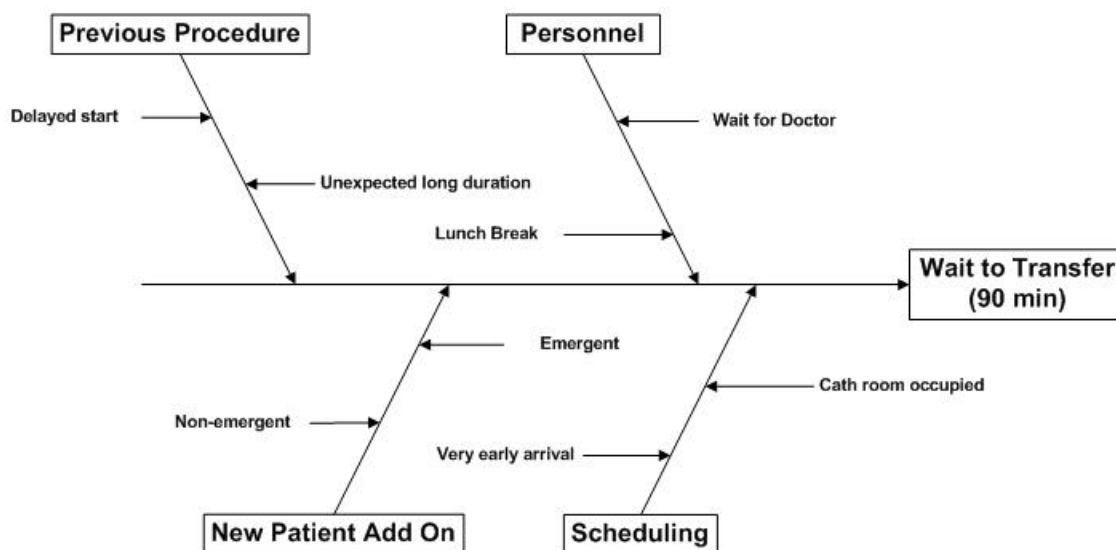 Previous Procedure
Personnel
Delayed start
Wait for Doctor
Unexpected long duration
Lunch Break
Wait to Transfer
(90 min)
Emergent
Cath room occupied
Non-emergent
Very early arrival
New Patient Add On
Scheduling